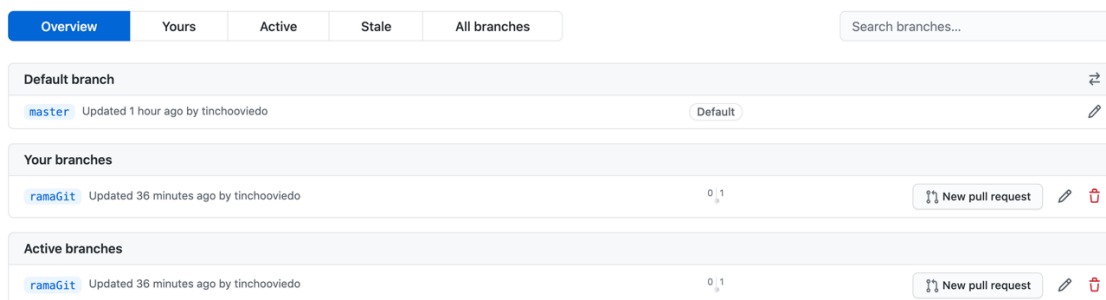 Overview Yours Active Stale All branches Search branches...
Default branch
master Updated 1 hour ago by tinchooviedo Default
Your branches
ramaGit Updated 36 minutes ago by tinchooviedo 0 1 New pull request
Active branches
ramaGit Updated 36 minutes ago by tinchooviedo 0 1 New pull request